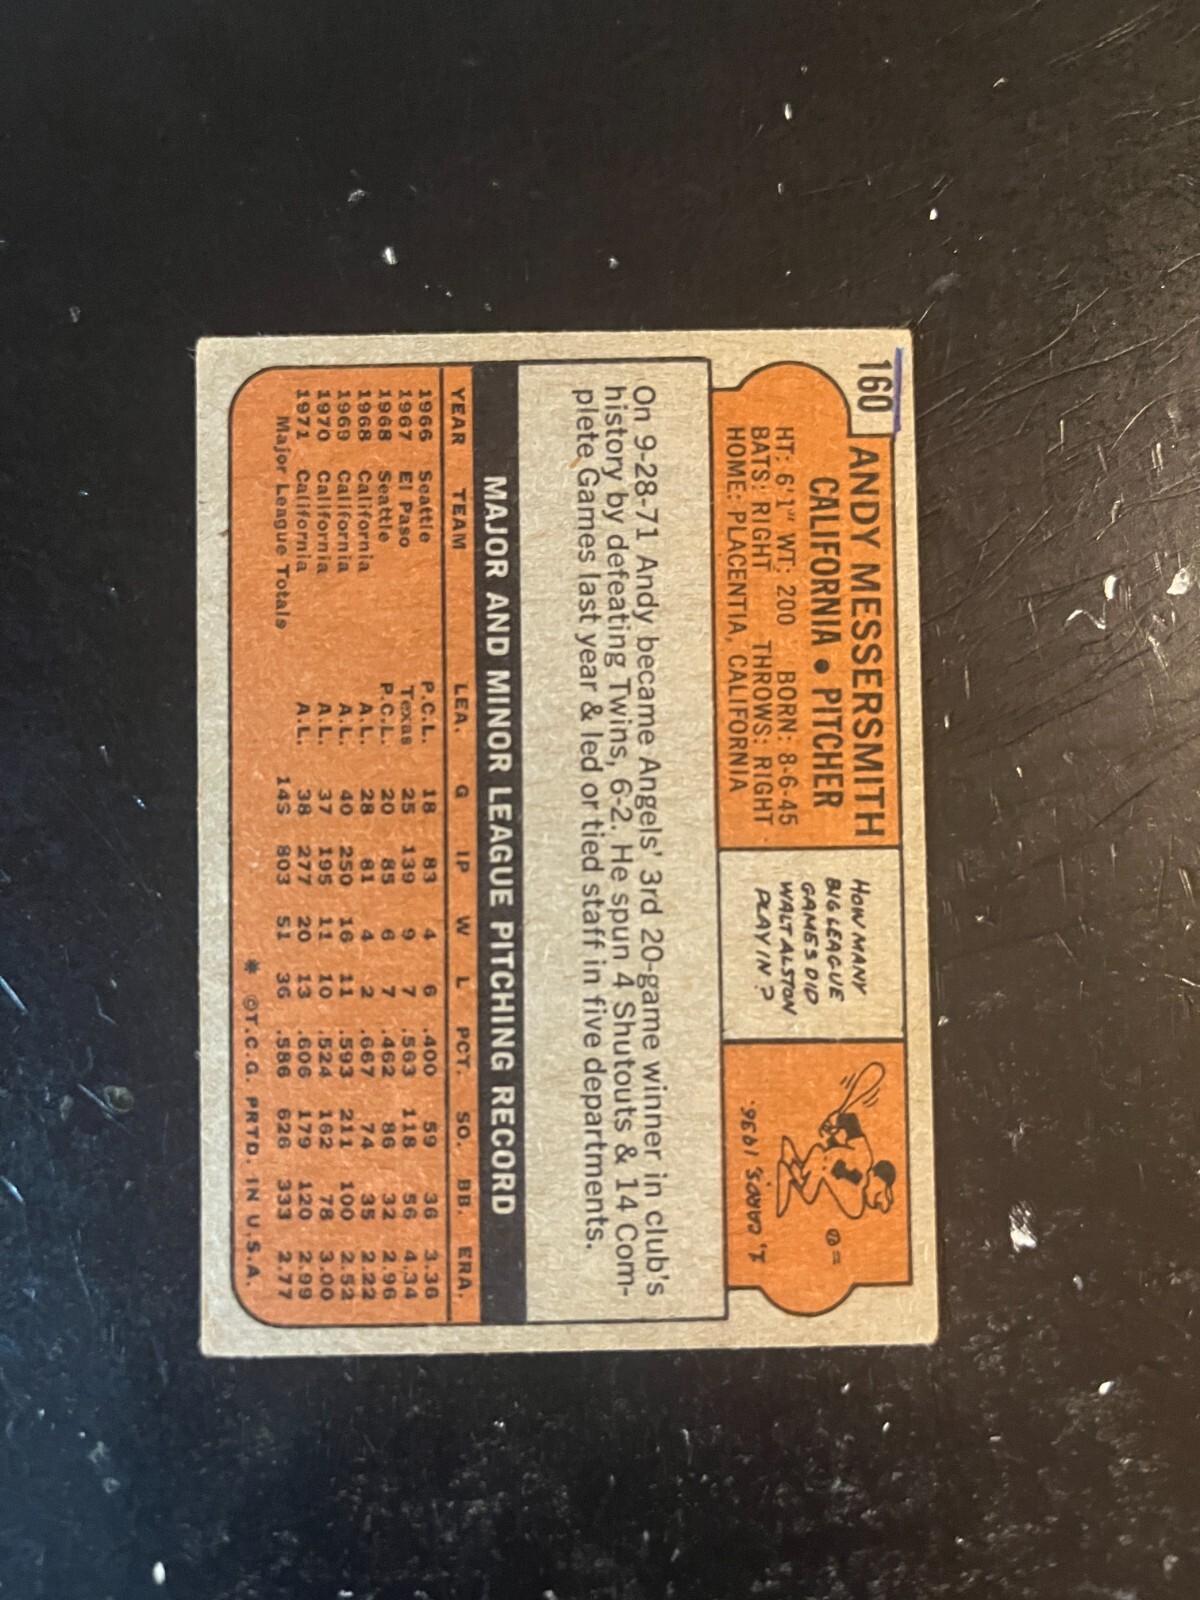 160
ANDY MESSERSMITH
CALIFORNIA • PITCHER
HT: 6'1" WT: 200 BORN: 8-6-45
BATS: RIGHT THROWS: RIGHT
HOME: PLACENTIA, CALIFORNIA
HOW MANY
BIG LEAGUE
GAMES DID
WALT ALSTON
PLAY IN?
1, CARDS, 1936.
On 9-28-71 Andy became Angels' 3rd 20-game winner in club's
history by defeating Twins, 6-2. He spun 4 Shutouts & 14 Com-
plete Games last year & led or tied staff in five departments.
MAJOR AND MINOR LEAGUE PITCHING RECORD
YEAR TEAM LEA. G IP W L PCT. SO. BB. ERA.
1966 Seattle P.C.L. 18 83 4 6 .400 59 36 3.36
1967 El Paso Texas 25 139 9 7 .563 118 56 4.34
1968 Seattle P.C.L. 20 85 6 7 .462 86 32 2.96
1968 California A.L. 28 81 4 2 .667 74 35 2.22
1969 California A.L. 40 250 16 11 .593 211 100 2.52
1970 California A.L. 37 195 11 10 .524 162 78 3.00
1971 California A.L. 38 277 20 13 .606 179 120 2.99
Major League Totals 143 803 51 36 .586 626 333 2.77
* ©T.C.G. PRTD. IN U.S.A.